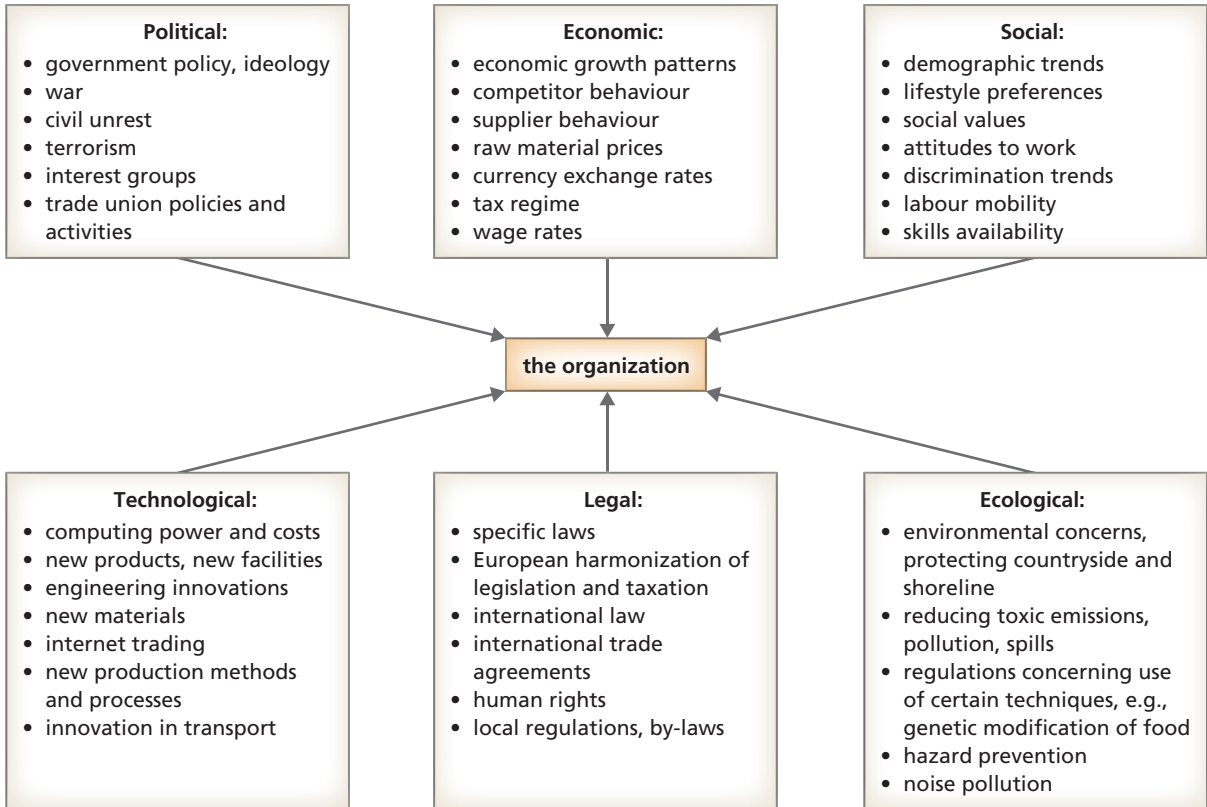 Political:
• government policy, ideology
• war
• civil unrest
• terrorism
• interest groups
• trade union policies and
activities
Economic:
• economic growth patterns
• competitor behaviour
• supplier behaviour
• raw material prices
• currency exchange rates
• tax regime
• wage rates
Social:
• demographic trends
• lifestyle preferences
• social values
• attitudes to work
• discrimination trends
• labour mobility
• skills availability
the organization
Technological:
• computing power and costs
• new products, new facilities
• engineering innovations
• new materials
• internet trading
• new production methods
and processes
• innovation in transport
Legal:
• specific laws
• European harmonization of
legislation and taxation
• international law
• international trade
agreements
• human rights
• local regulations, by-laws
Ecological:
• environmental concerns,
protecting countryside and
shoreline
• reducing toxic emissions,
pollution, spills
• regulations concerning use
of certain techniques, e.g.,
genetic modification of food
• hazard prevention
• noise pollution